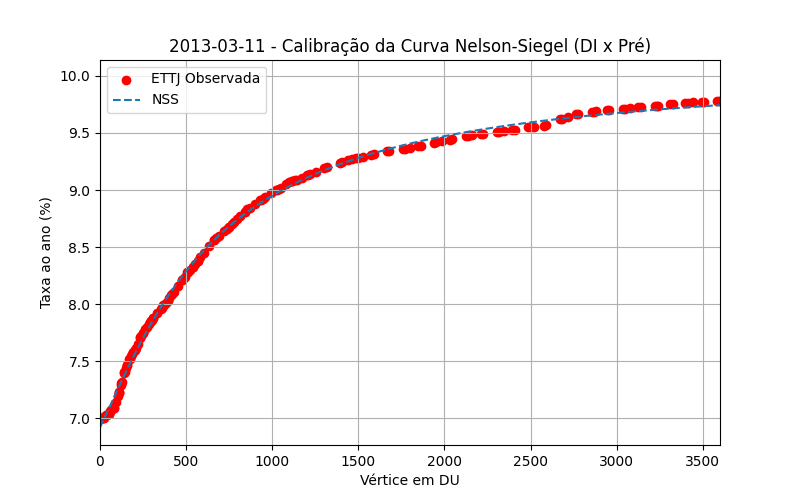 2013-03-11 - Calibração da Curva Nelson-Siegel (DI x Pré)
ETTJ Observada
NSS
Taxa ao ano (%)
10.0
9.5
9.0
8.5
8.0
7.5
7.0
0 500 1000 1500 2000 2500 3000 3500
Vértice em DU